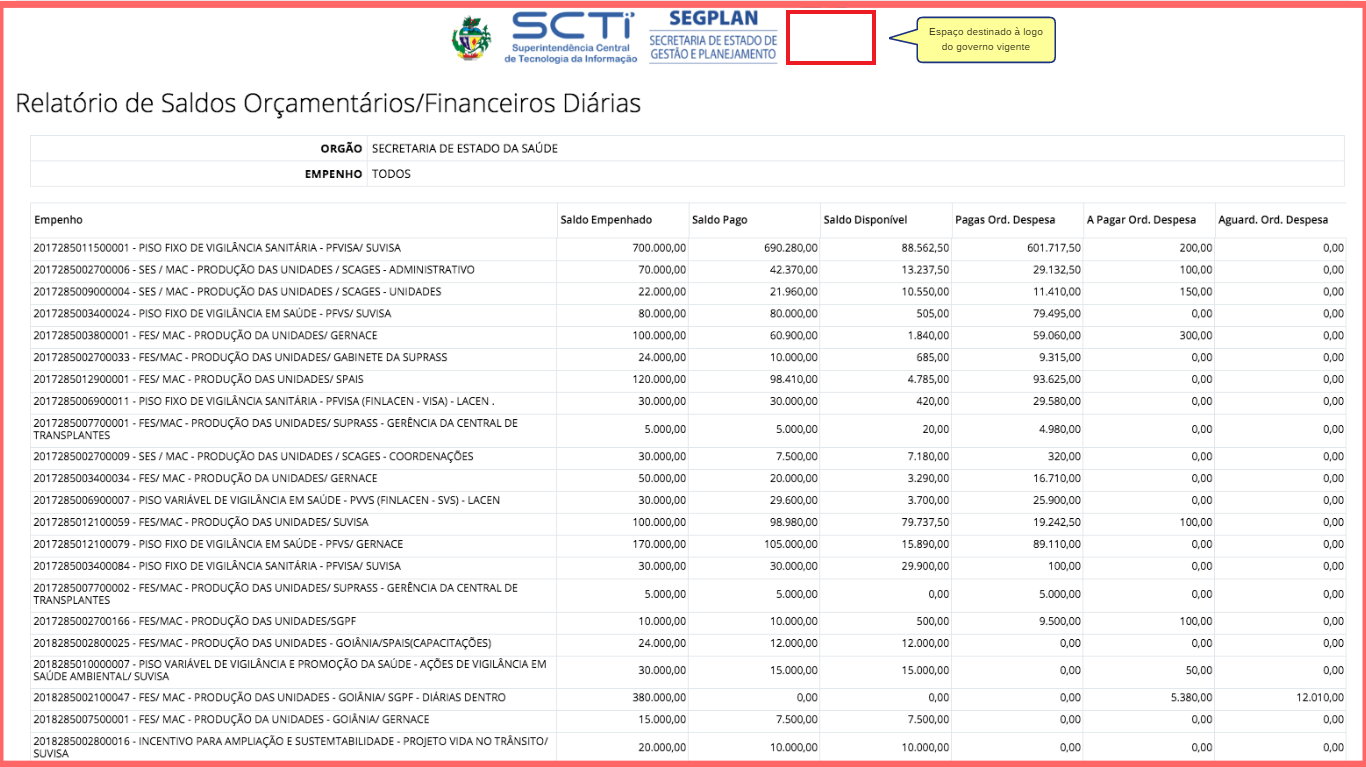 SCTi
Superintendência Central
de Tecnologia da Informação
SEGPLAN
SECRETARIA DE ESTADO DE
GESTÃO E PLANEJAMENTO
Espaço destinado à logo
do governo vigente
Relatório de Saldos Orçamentários/Financeiros Diárias
ORGÃO SECRETARIA DE ESTADO DA SAÚDE
EMPENHO TODOS
Empenho Saldo Empenhado Saldo Pago Saldo Disponível Pagas Ord. Despesa A Pagar Ord. Despesa Aguard. Ord. Despesa
2017285011500001 - PISO FIXO DE VIGILÂNCIA SANITÁRIA - PFVISA/ SUVISA 700.000,00 690.280,00 88.562,50 601.717,50 200,00 0,00
2017285002700006 - SES / MAC - PRODUÇÃO DAS UNIDADES / SCAGES - ADMINISTRATIVO 70.000,00 42.370,00 13.237,50 29.132,50 100,00 0,00
2017285009000004 - SES / MAC - PRODUÇÃO DAS UNIDADES / SCAGES - UNIDADES 22.000,00 21.960,00 10.550,00 11.410,00 150,00 0,00
2017285003400024 - PISO FIXO DE VIGILÂNCIA EM SAÚDE - PFVS/ SUVISA 80.000,00 80.000,00 505,00 79.495,00 0,00 0,00
2017285003800001 - FES/ MAC - PRODUÇÃO DA UNIDADES/ GERNACE 100.000,00 60.900,00 1.840,00 59.060,00 300,00 0,00
2017285002700033 - FES/MAC - PRODUÇÃO DAS UNIDADES/ GABINETE DA SUPRASS 24.000,00 10.000,00 685,00 9.315,00 0,00 0,00
2017285012900001 - FES/ MAC - PRODUÇÃO DAS UNIDADES/ SPAIS 120.000,00 98.410,00 4.785,00 93.625,00 0,00 0,00
2017285006900011 - PISO FIXO DE VIGILÂNCIA SANITÁRIA - PFVISA (FINLACEN - VISA) - LACEN . 30.000,00 30.000,00 420,00 29.580,00 0,00 0,00
2017285007700001 - FES/MAC - PRODUÇÃO DAS UNIDADES/ SUPRASS - GERÊNCIA DA CENTRAL DE
TRANSPLANTES 5.000,00 5.000,00 20,00 4.980,00 0,00 0,00
2017285002700009 - SES / MAC - PRODUÇÃO DAS UNIDADES / SCAGES - COORDENAÇÕES 30.000,00 7.500,00 7.180,00 320,00 0,00 0,00
2017285003400034 - FES/ MAC - PRODUÇÃO DA UNIDADES/ GERNACE 50.000,00 20.000,00 3.290,00 16.710,00 0,00 0,00
2017285006900007 - PISO VARIÁVEL DE VIGILÂNCIA EM SAÚDE - PVVS (FINLACEN - SVS) - LACEN 30.000,00 29.600,00 3.700,00 25.900,00 0,00 0,00
2017285012100059 - FES/MAC - PRODUÇÃO DAS UNIDADES/ SUVISA 100.000,00 98.980,00 79.737,50 19.242,50 100,00 0,00
2017285012100079 - PISO FIXO DE VIGILÂNCIA EM SAÚDE - PFVS/ GERNACE 170.000,00 105.000,00 15.890,00 89.110,00 0,00 0,00
2017285003400084 - PISO FIXO DE VIGILÂNCIA SANITÁRIA - PFVISA/ SUVISA 30.000,00 30.000,00 29.900,00 100,00 0,00 0,00
2017285007700002 - FES/MAC - PRODUÇÃO DAS UNIDADES/ SUPRASS - GERÊNCIA DA CENTRAL DE
TRANSPLANTES 5.000,00 5.000,00 0,00 5.000,00 0,00 0,00
2017285002700166 - FES/MAC - PRODUÇÃO DAS UNIDADES/SGPF 10.000,00 10.000,00 500,00 9.500,00 100,00 0,00
2018285002800025 - FES/MAC - PRODUÇÃO DAS UNIDADES - GOIÂNIA/SPAIS(CAPACITAÇÕES) 24.000,00 12.000,00 12.000,00 0,00 0,00 0,00
2018285010000007 - PISO VARIÁVEL DE VIGILÂNCIA E PROMOÇÃO DA SAÚDE - AÇÕES DE VIGILÂNCIA EM
SAÚDE AMBIENTAL/ SUVISA 30.000,00 15.000,00 15.000,00 0,00 50,00 0,00
2018285002100047 - FES/ MAC - PRODUÇÃO DAS UNIDADES - GOIÂNIA/ SGPF - DIÁRIAS DENTRO 380.000,00 0,00 0,00 0,00 5.380,00 12.010,00
2018285007500001 - FES/ MAC - PRODUÇÃO DA UNIDADES - GOIÂNIA/ GERNACE 15.000,00 7.500,00 7.500,00 0,00 0,00 0,00
2018285002800016 - INCENTIVO PARA AMPLIAÇÃO E SUSTEMTABILIDADE - PROJETO VIDA NO TRÂNSITO/
SUVISA 20.000,00 10.000,00 10.000,00 0,00 0,00 0,00